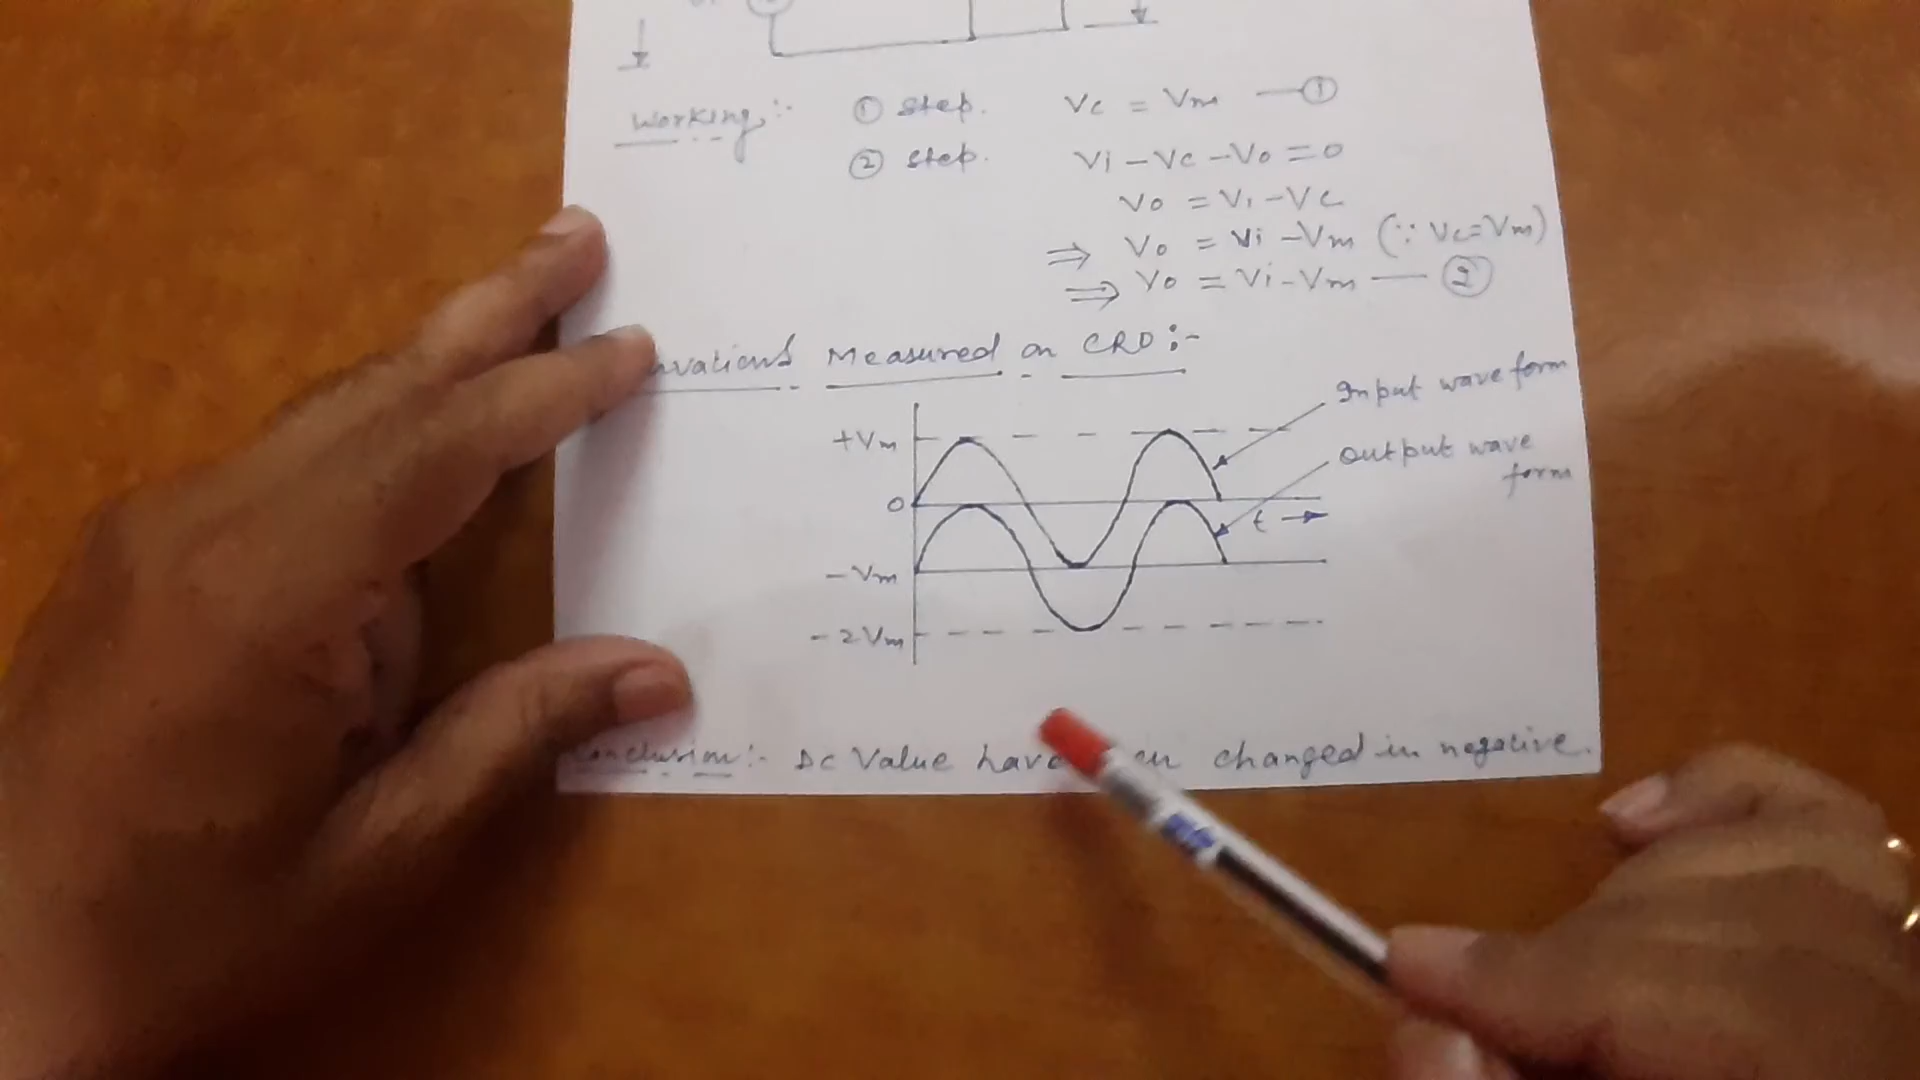 Working :-
① step. Vc = Vm —①
② step. Vi – Vc – Vo = 0
Vo = Vi – Vc
⇒ Vo = Vi – Vm (∵ Vc=Vm)
⇒ Vo = Vi – Vm —②
Measured on CRO :-
Input wave form
+Vm
Output wave
form
0
t →
– Vm
– 2Vm
:- DC Value have changed in negative.